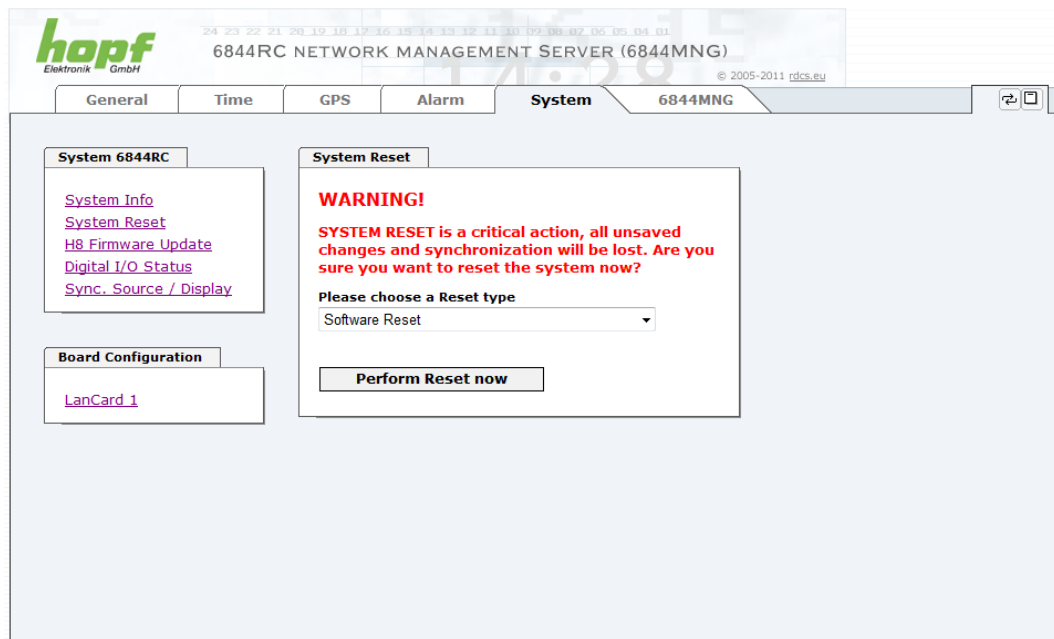 hopf
Elektronik GmbH
24 23 22 21 20 19 18 17 16 15 14 13 12 11 10 09 08 07 06 05 04 01
6844RC NETWORK MANAGEMENT SERVER (6844MNG)
14:28
© 2005-2011 rdcs.eu
General Time GPS Alarm System 6844MNG
System 6844RC
System Info
System Reset
H8 Firmware Update
Digital I/O Status
Sync. Source / Display
Board Configuration
LanCard 1
System Reset
WARNING!
SYSTEM RESET is a critical action, all unsaved
changes and synchronization will be lost. Are you
sure you want to reset the system now?
Please choose a Reset type
Software Reset
Perform Reset now